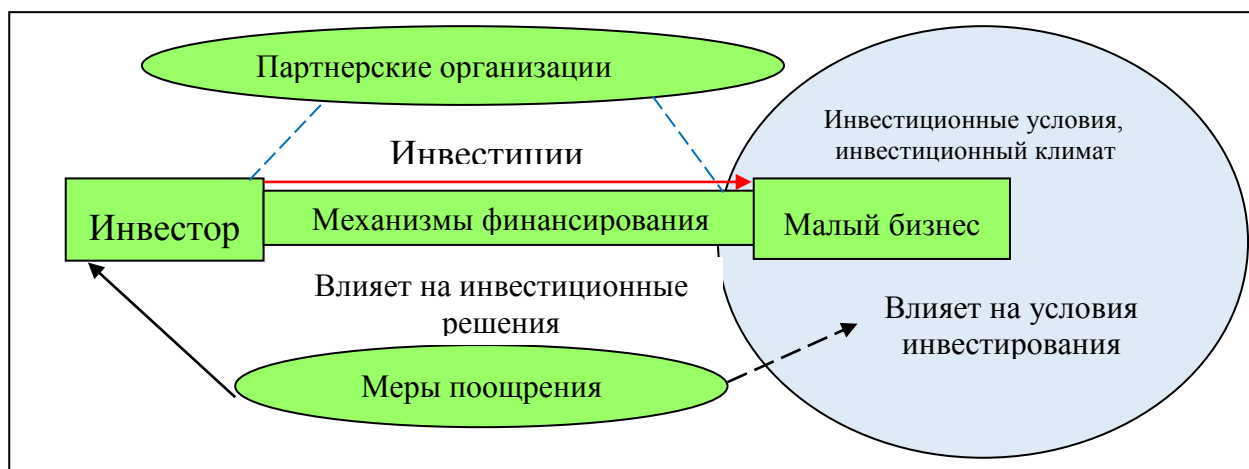 Партнерские организации
Инвестиционные условия,
инвестиционный климат
Инвестиции
Инвестор
Механизмы финансирования
Малый бизнес
Влияет на инвестиционные
решения
Влияет на условия
инвестирования
Меры поощрения